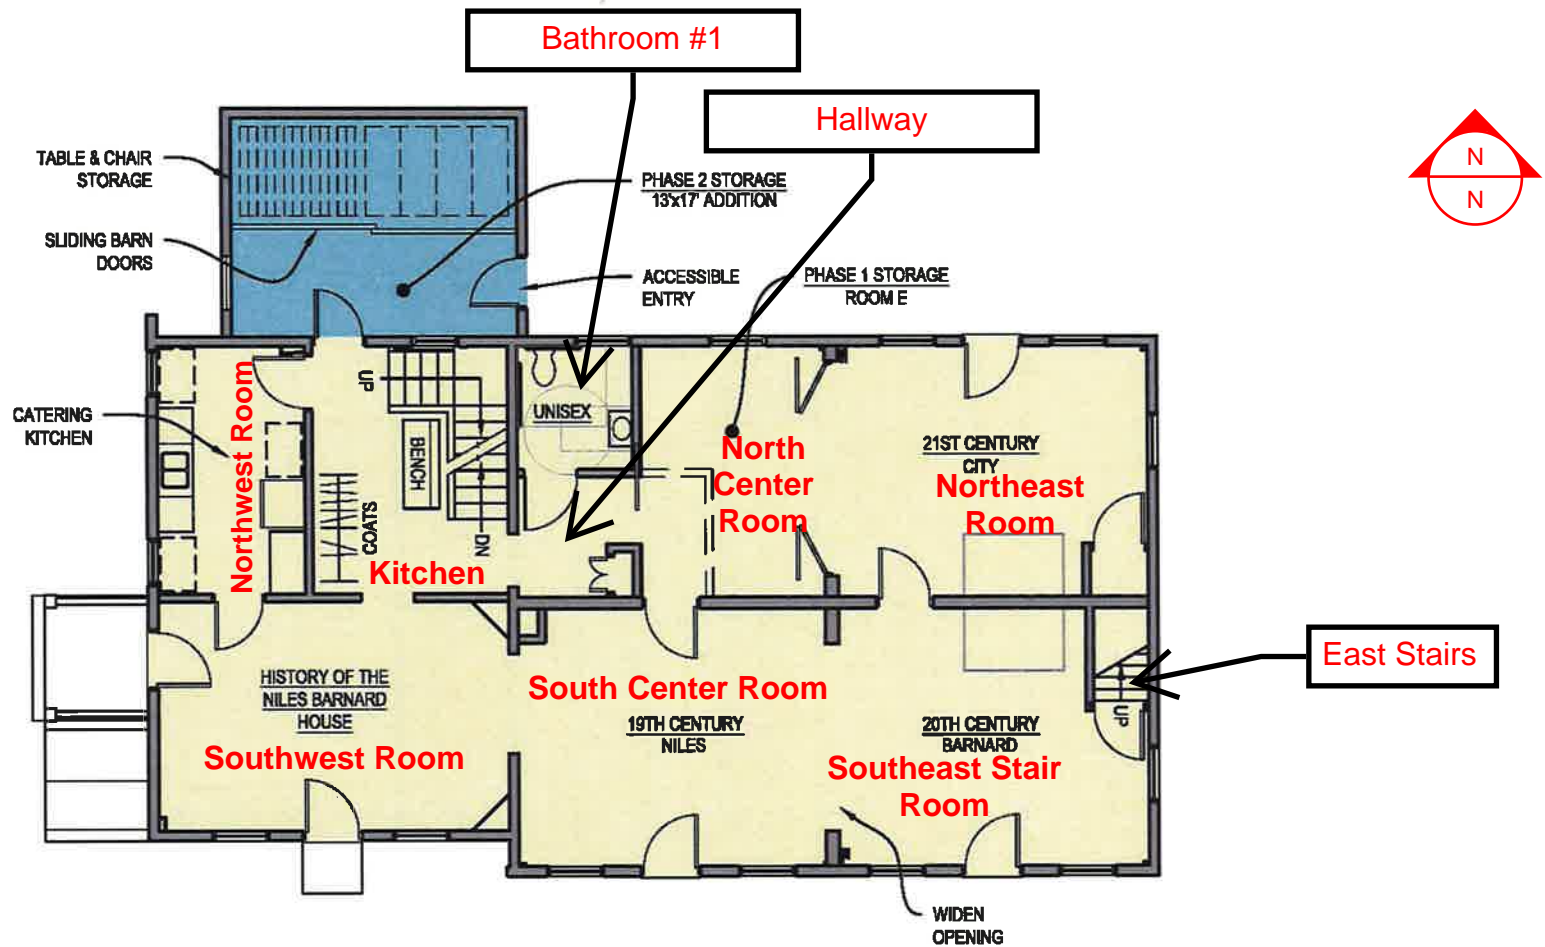 Bathroom #1
Hallway
N
N
TABLE & CHAIR
STORAGE
PHASE 2 STORAGE
13'x17' ADDITION
SLIDING BARN
DOORS
ACCESSIBLE
ENTRY
PHASE 1 STORAGE
ROOM E
UP
CATERING
KITCHEN
Northwest Room
BENCH
UNISEX
COATS
DN
Kitchen
North
Center
Room
21ST CENTURY
CITY
Northeast
Room
HISTORY OF THE
NILES BARNARD
HOUSE
Southwest Room
South Center Room
19TH CENTURY
NILES
20TH CENTURY
BARNARD
Southeast Stair
Room
UP
East Stairs
WIDEN
OPENING